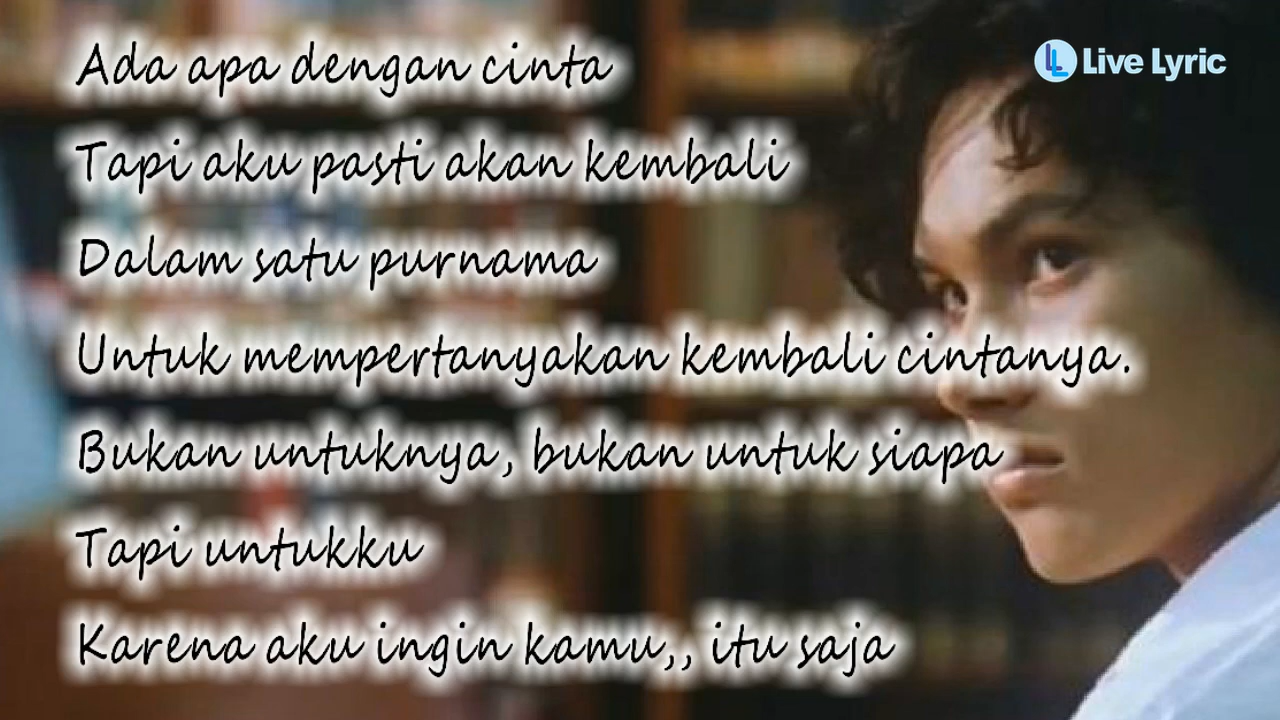 Live Lyric
Ada apa dengan cinta
Tapi aku pasti akan kembali
Dalam satu purnama
Untuk mempertanyakan kembali cintanya.
Bukan untuknya, bukan untuk siapa
Tapi untukku
Karena aku ingin kamu,, itu saja